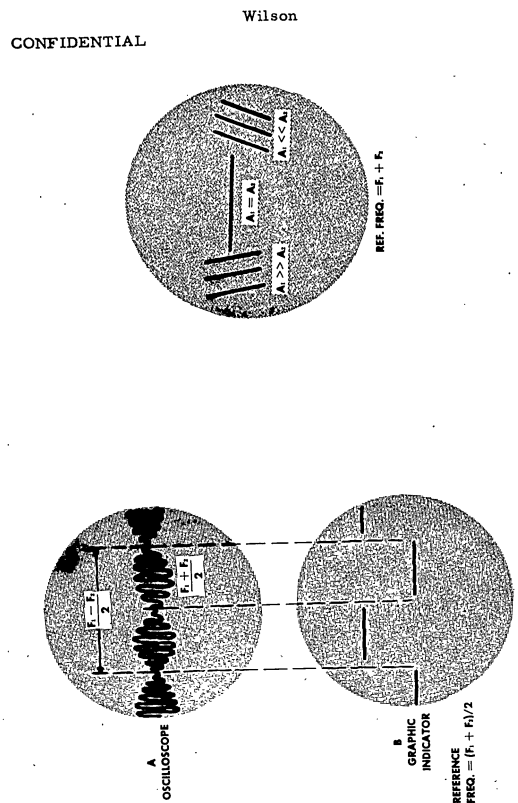 Wilson
CONFIDENTIAL
A₁ >> A₂
A₁ = A₂
A₁ << A₂
REF. FREQ. = F₁ + F₂
F₁ − F₂
2
F₁ + F₂
2
A
OSCILLOSCOPE
B
GRAPHIC
INDICATOR
REFERENCE
FREQ. = (F₁ + F₂)/2